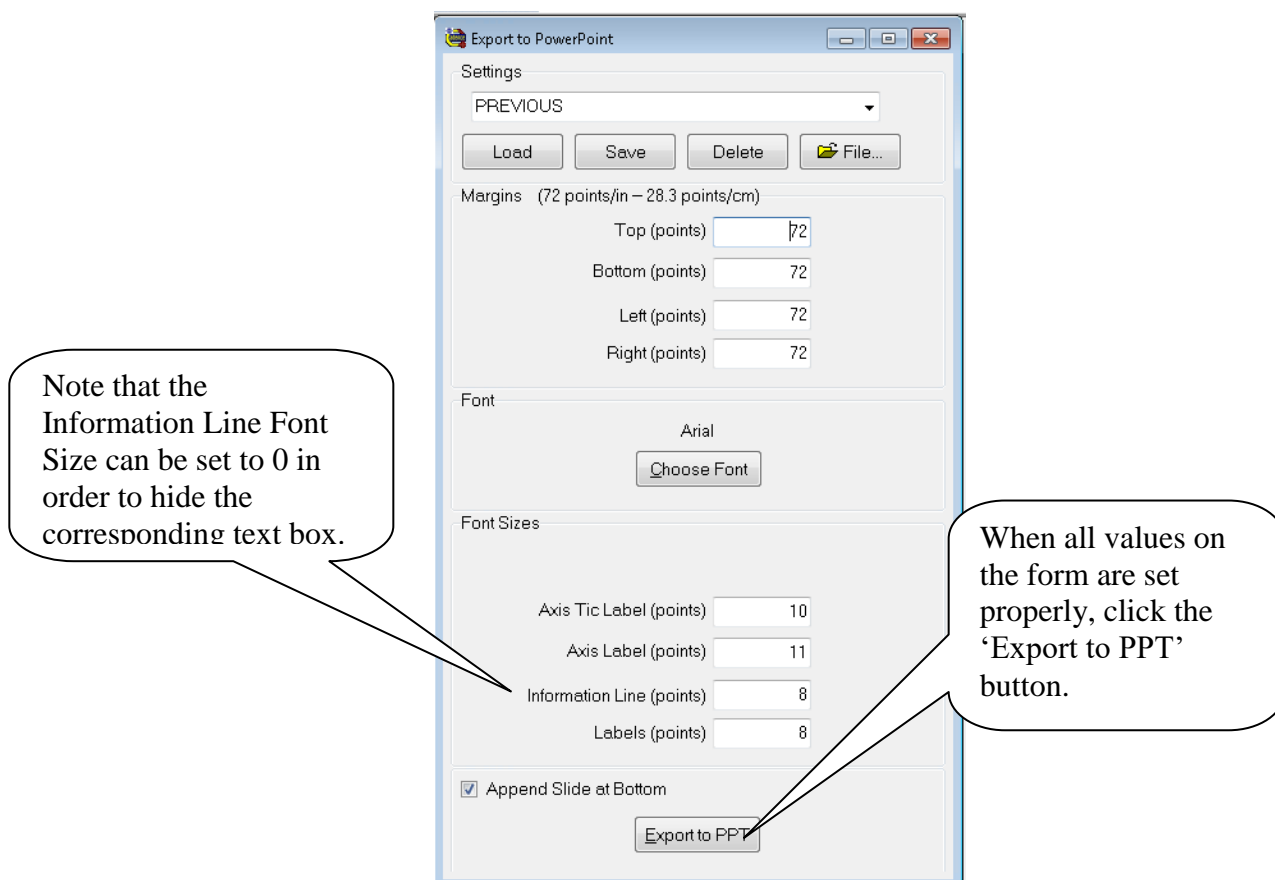 Export to PowerPoint
Settings
PREVIOUS
Load Save Delete File...
Margins (72 points/in – 28.3 points/cm)
Top (points) 72
Bottom (points) 72
Left (points) 72
Right (points) 72
Font
Arial
Choose Font
Font Sizes
Axis Tic Label (points) 10
Axis Label (points) 11
Information Line (points) 8
Labels (points) 8
Append Slide at Bottom
Export to PPT
Note that the
Information Line Font
Size can be set to 0 in
order to hide the
corresponding text box.
When all values on
the form are set
properly, click the
‘Export to PPT’
button.